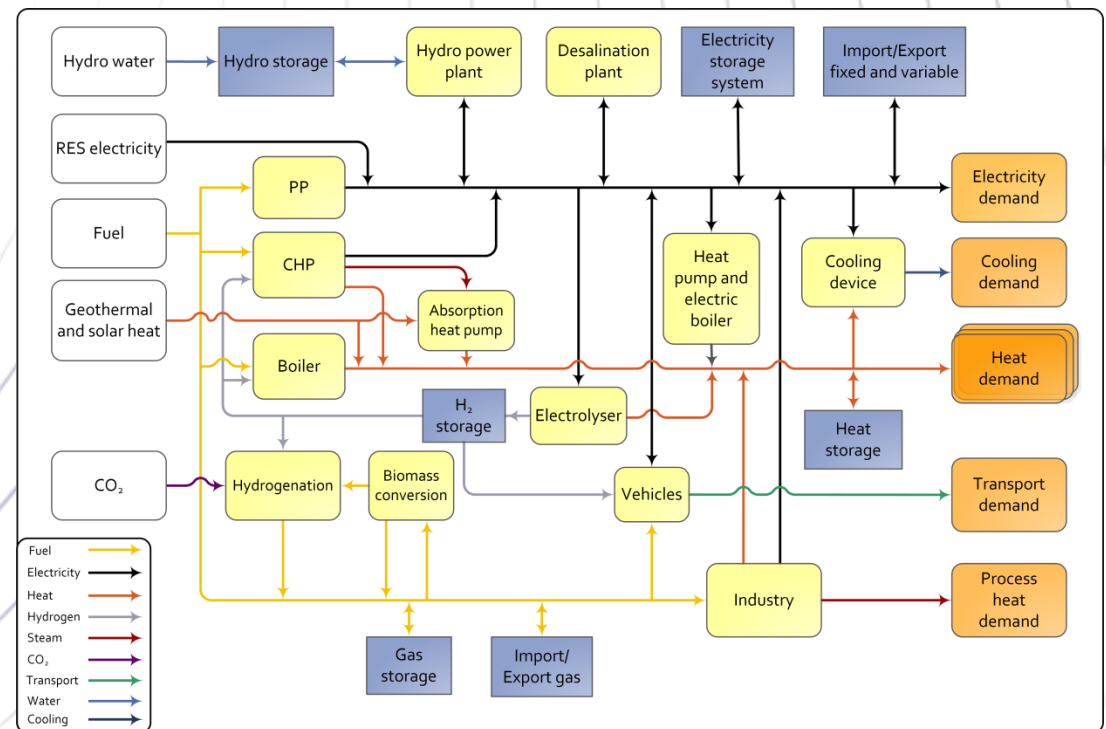 Hydro water
Hydro storage
Hydro power
plant
Desalination
plant
Electricity
storage
system
Import/Export
fixed and variable
RES electricity
PP
Electricity
demand
Fuel
CHP
Heat
pump and
electric
boiler
Cooling
device
Cooling
demand
Geothermal
and solar heat
Absorption
heat pump
Boiler
Heat
demand
H₂
storage
Electrolyser
Heat
storage
CO₂
Hydrogenation
Biomass
conversion
Vehicles
Transport
demand
Industry
Process
heat
demand
Gas
storage
Import/
Export gas
Fuel
Electricity
Heat
Hydrogen
Steam
CO₂
Transport
Water
Cooling